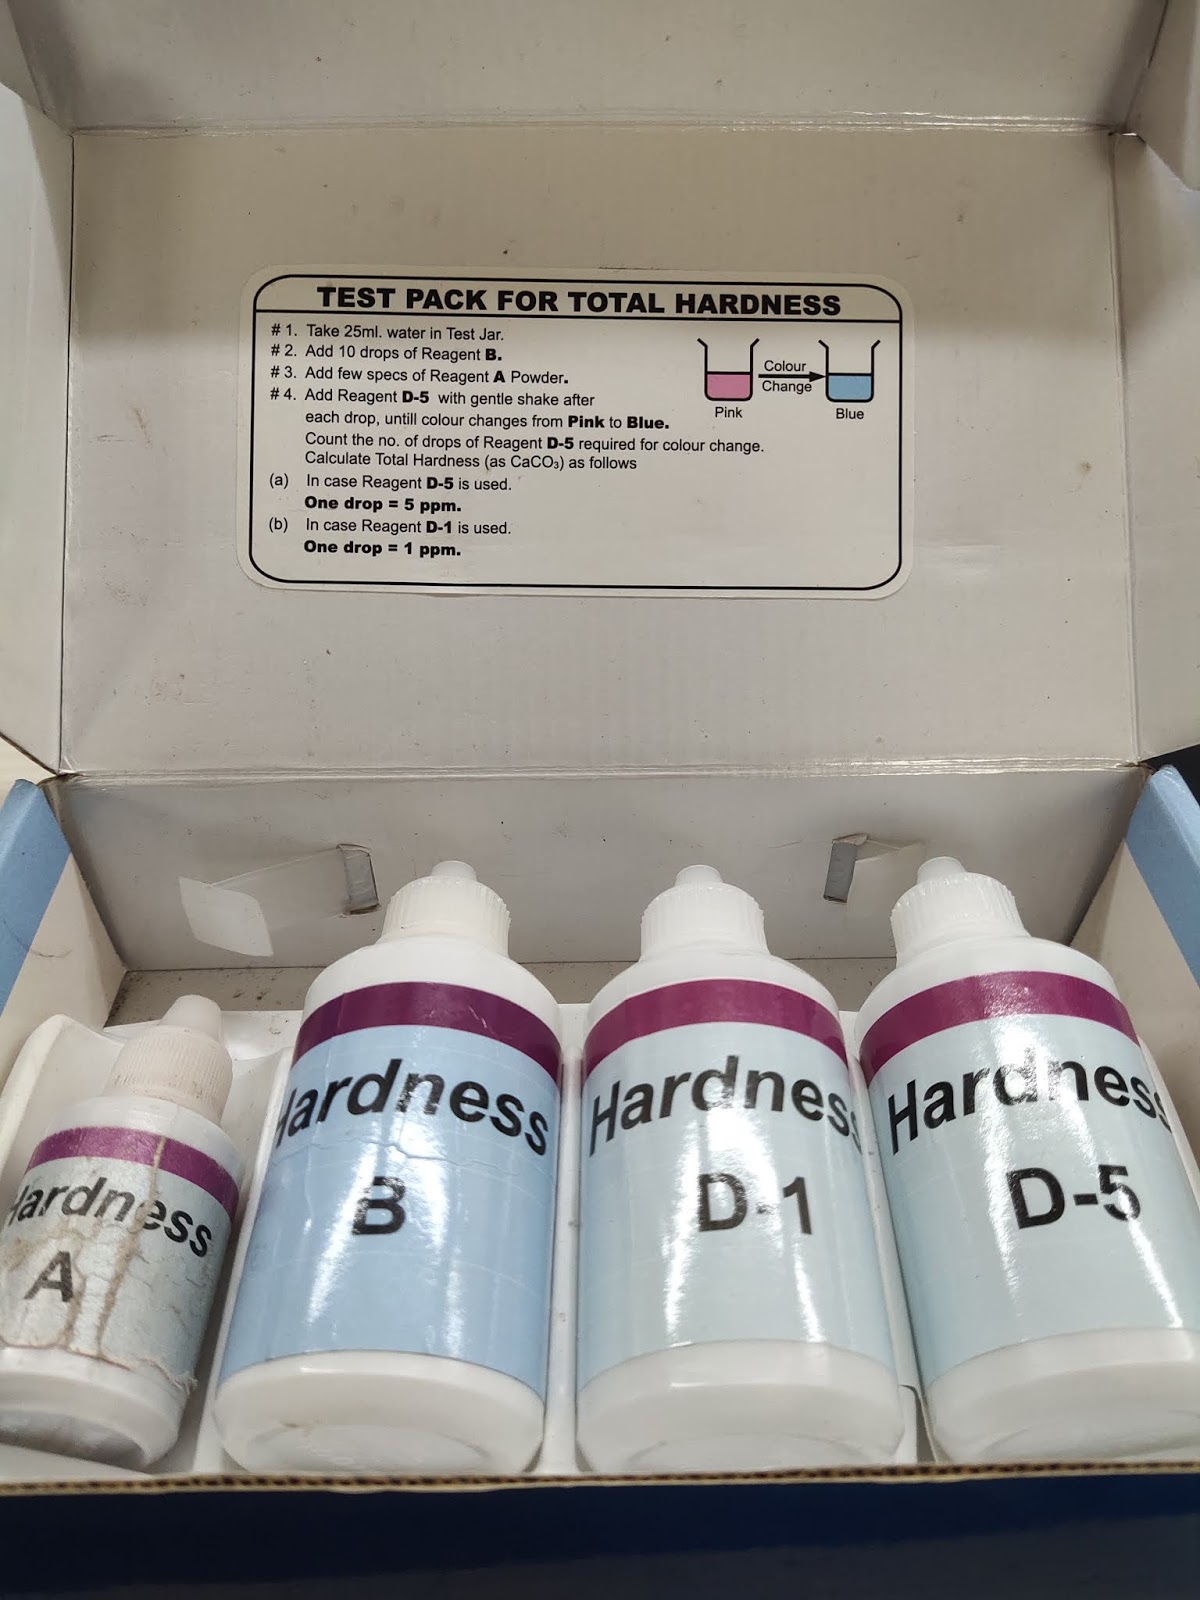 TEST PACK FOR TOTAL HARDNESS
# 1. Take 25ml. water in Test Jar.
# 2. Add 10 drops of Reagent B.
# 3. Add few specs of Reagent A Powder.
# 4. Add Reagent D-5 with gentle shake after
each drop, untill colour changes from Pink to Blue.
Count the no. of drops of Reagent D-5 required for colour change.
Calculate Total Hardness (as CaCO₃) as follows
(a) In case Reagent D-5 is used.
One drop = 5 ppm.
(b) In case Reagent D-1 is used.
One drop = 1 ppm.
Colour
Change
Pink
Blue
Hardness
A
Hardness
B
Hardness
D-1
Hardness
D-5